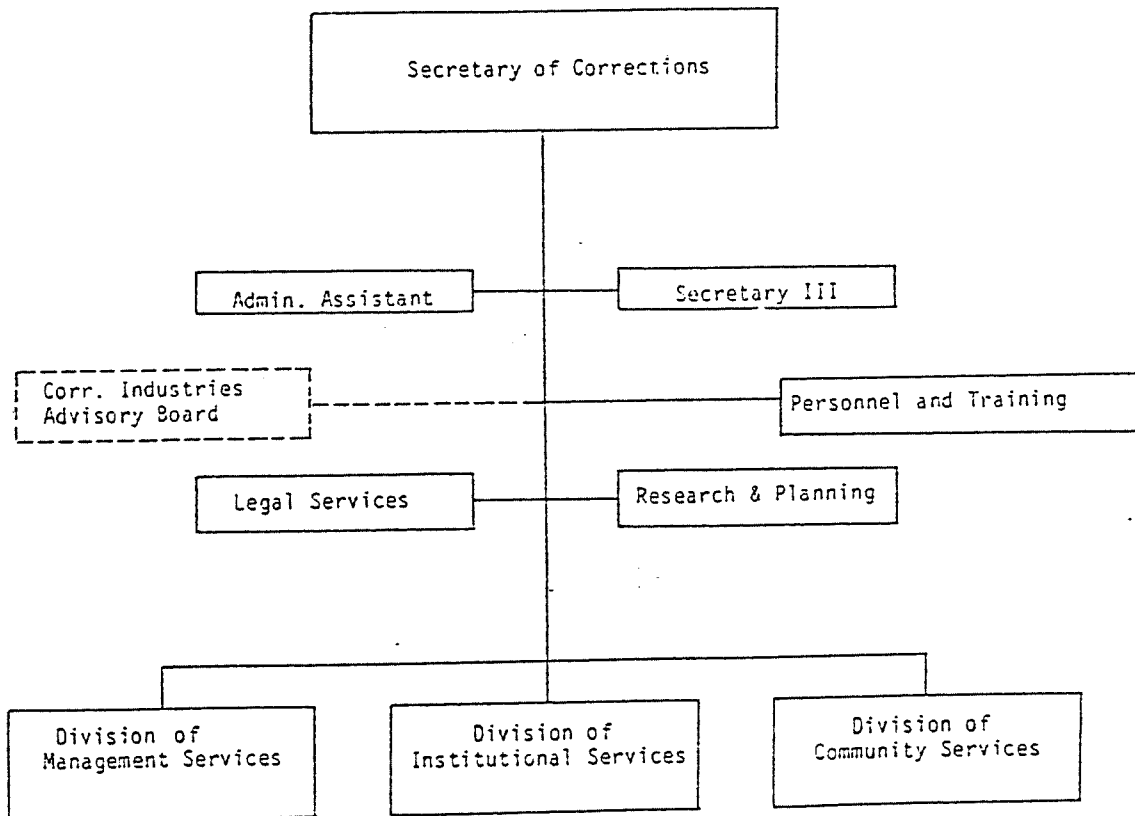 Secretary of Corrections
Admin. Assistant
Secretary III
Corr. Industries
Advisory Board
Personnel and Training
Legal Services
Research & Planning
Division of
Management Services
Division of
Institutional Services
Division of
Community Services